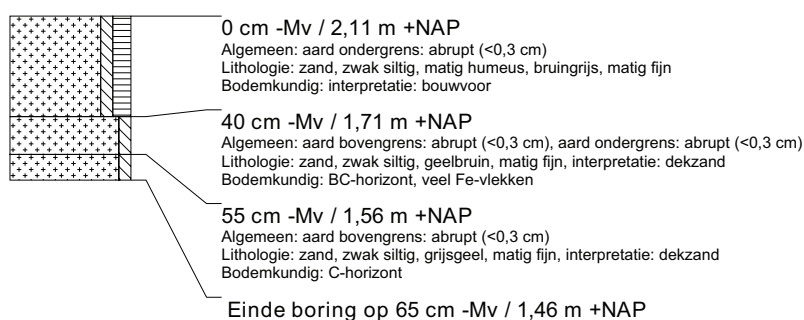 0 cm -Mv / 2,11 m +NAP
Algemeen: aard ondergrens: abrupt (<0,3 cm)
Lithologie: zand, zwak siltig, matig humeus, bruingrijs, matig fijn
Bodemkundig: interpretatie: bouwvoor
40 cm -Mv / 1,71 m +NAP
Algemeen: aard bovengrens: abrupt (<0,3 cm), aard ondergrens: abrupt (<0,3 cm)
Lithologie: zand, zwak siltig, geelbruin, matig fijn, interpretatie: dekzand
Bodemkundig: BC-horizont, veel Fe-vlekken
55 cm -Mv / 1,56 m +NAP
Algemeen: aard bovengrens: abrupt (<0,3 cm)
Lithologie: zand, zwak siltig, grijsgeel, matig fijn, interpretatie: dekzand
Bodemkundig: C-horizont
Einde boring op 65 cm -Mv / 1,46 m +NAP